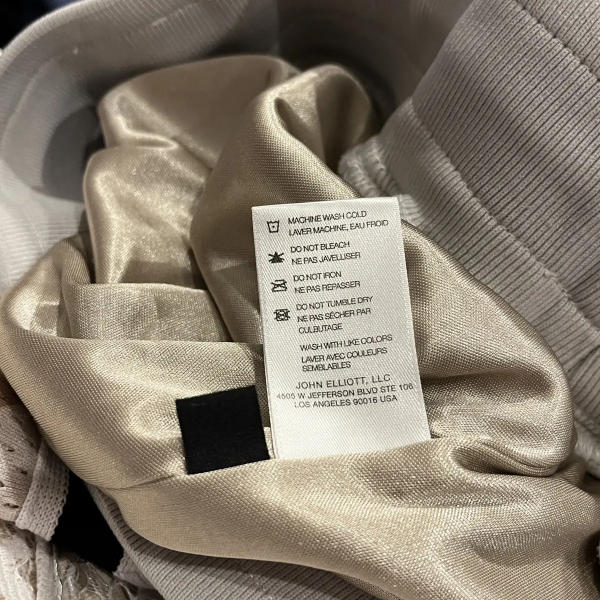 MACHINE WASH COLD
LAVER MACHINE, EAU FROID
DO NOT BLEACH
NE PAS JAVELLISER
DO NOT IRON
NE PAS REPASSER
DO NOT TUMBLE DRY
NE PAS SÉCHER PAR
CULBUTAGE
WASH WITH LIKE COLORS
LAVER AVEC COULEURS
SEMBLABLES
JOHN ELLIOTT, LLC
4505 W JEFFERSON BLVD STE 106
LOS ANGELES 90016 USA